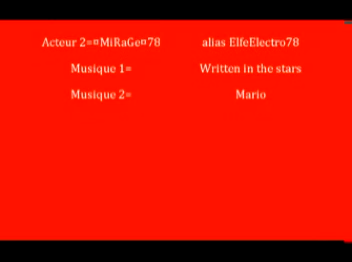 Acteur 2=¤MiRaGe¤78 alias ElfeElectro78
Musique 1= Written in the stars
Musique 2= Mario